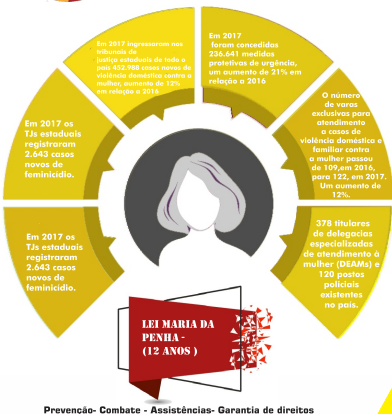 Em 2017 ingressaram nos
tribunais de
justiça estaduais de todo o
país 452.988 casos novos de
violência doméstica contra a
mulher, aumento de 12%
em relação a 2016
Em 2017
foram concedidas
236.641 medidas
protetivas de urgência,
um aumento de 21% em
relação a 2016
Em 2017 os
TJs estaduais
registraram
2.643 casos
novos de
feminicídio.
O número
de varas
exclusivas para
atendimento
a casos de
violência doméstica e
familiar contra
a mulher passou
de 109,em 2016,
para 122, em 2017.
Um aumento de
12%.
Em 2017 os
TJs estaduais
registraram
2.643 casos
novos de
feminicídio.
378 titulares
de delegacias
especializadas
de atendimento à
mulher (DEAMs) e
120 postos
policiais
existentes
no país.
LEI MARIA DA
PENHA -
(12 ANOS )
Prevenção- Combate - Assistências- Garantia de direitos